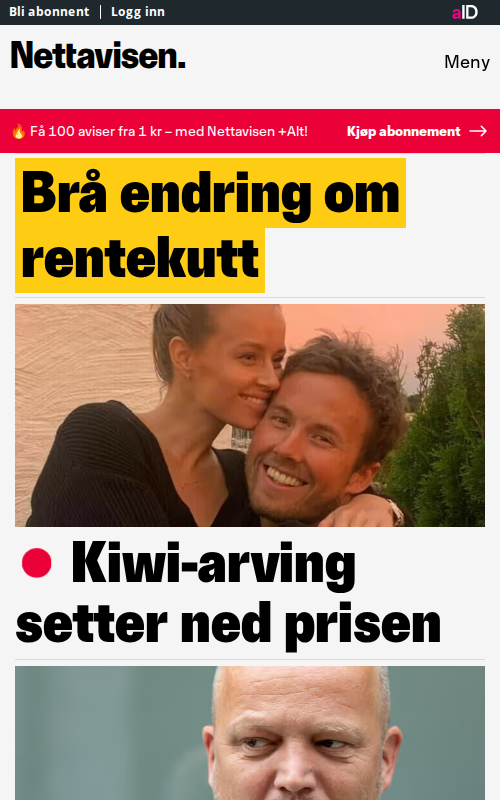 Bli abonnent | Logg inn
aID
Nettavisen.
Meny
🔥 Få 100 aviser fra 1 kr – med Nettavisen +Alt!
Kjøp abonnement →
Brå endring om
rentekutt
Kiwi-arving
setter ned prisen